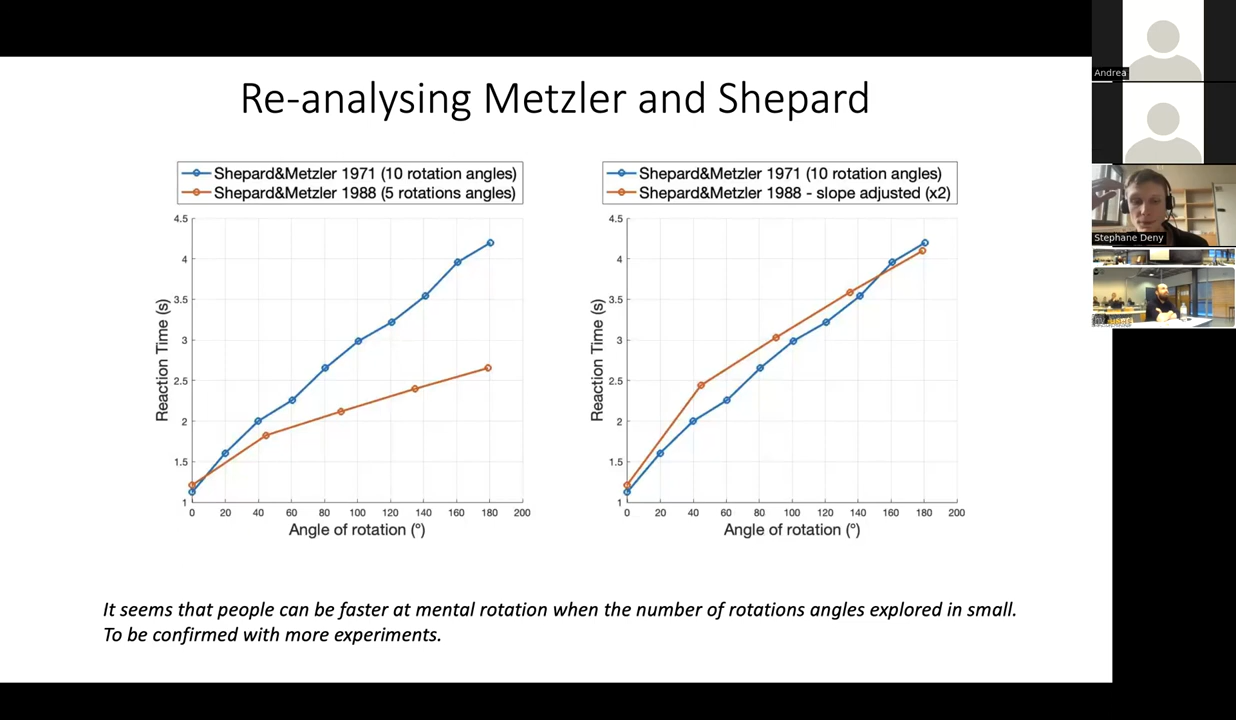 Re-analysing Metzler and Shepard
Shepard&Metzler 1971 (10 rotation angles)
Shepard&Metzler 1988 (5 rotations angles)
4.5
4
3.5
3
2.5
2
1.5
1
Reaction Time (s)
0 20 40 60 80 100 120 140 160 180 200
Angle of rotation (°)
Shepard&Metzler 1971 (10 rotation angles)
Shepard&Metzler 1988 - slope adjusted (x2)
4.5
4
3.5
3
2.5
2
1.5
1
Reaction Time (s)
0 20 40 60 80 100 120 140 160 180 200
Angle of rotation (°)
It seems that people can be faster at mental rotation when the number of rotations angles explored in small.
To be confirmed with more experiments.
Andrea
Stephane Deny